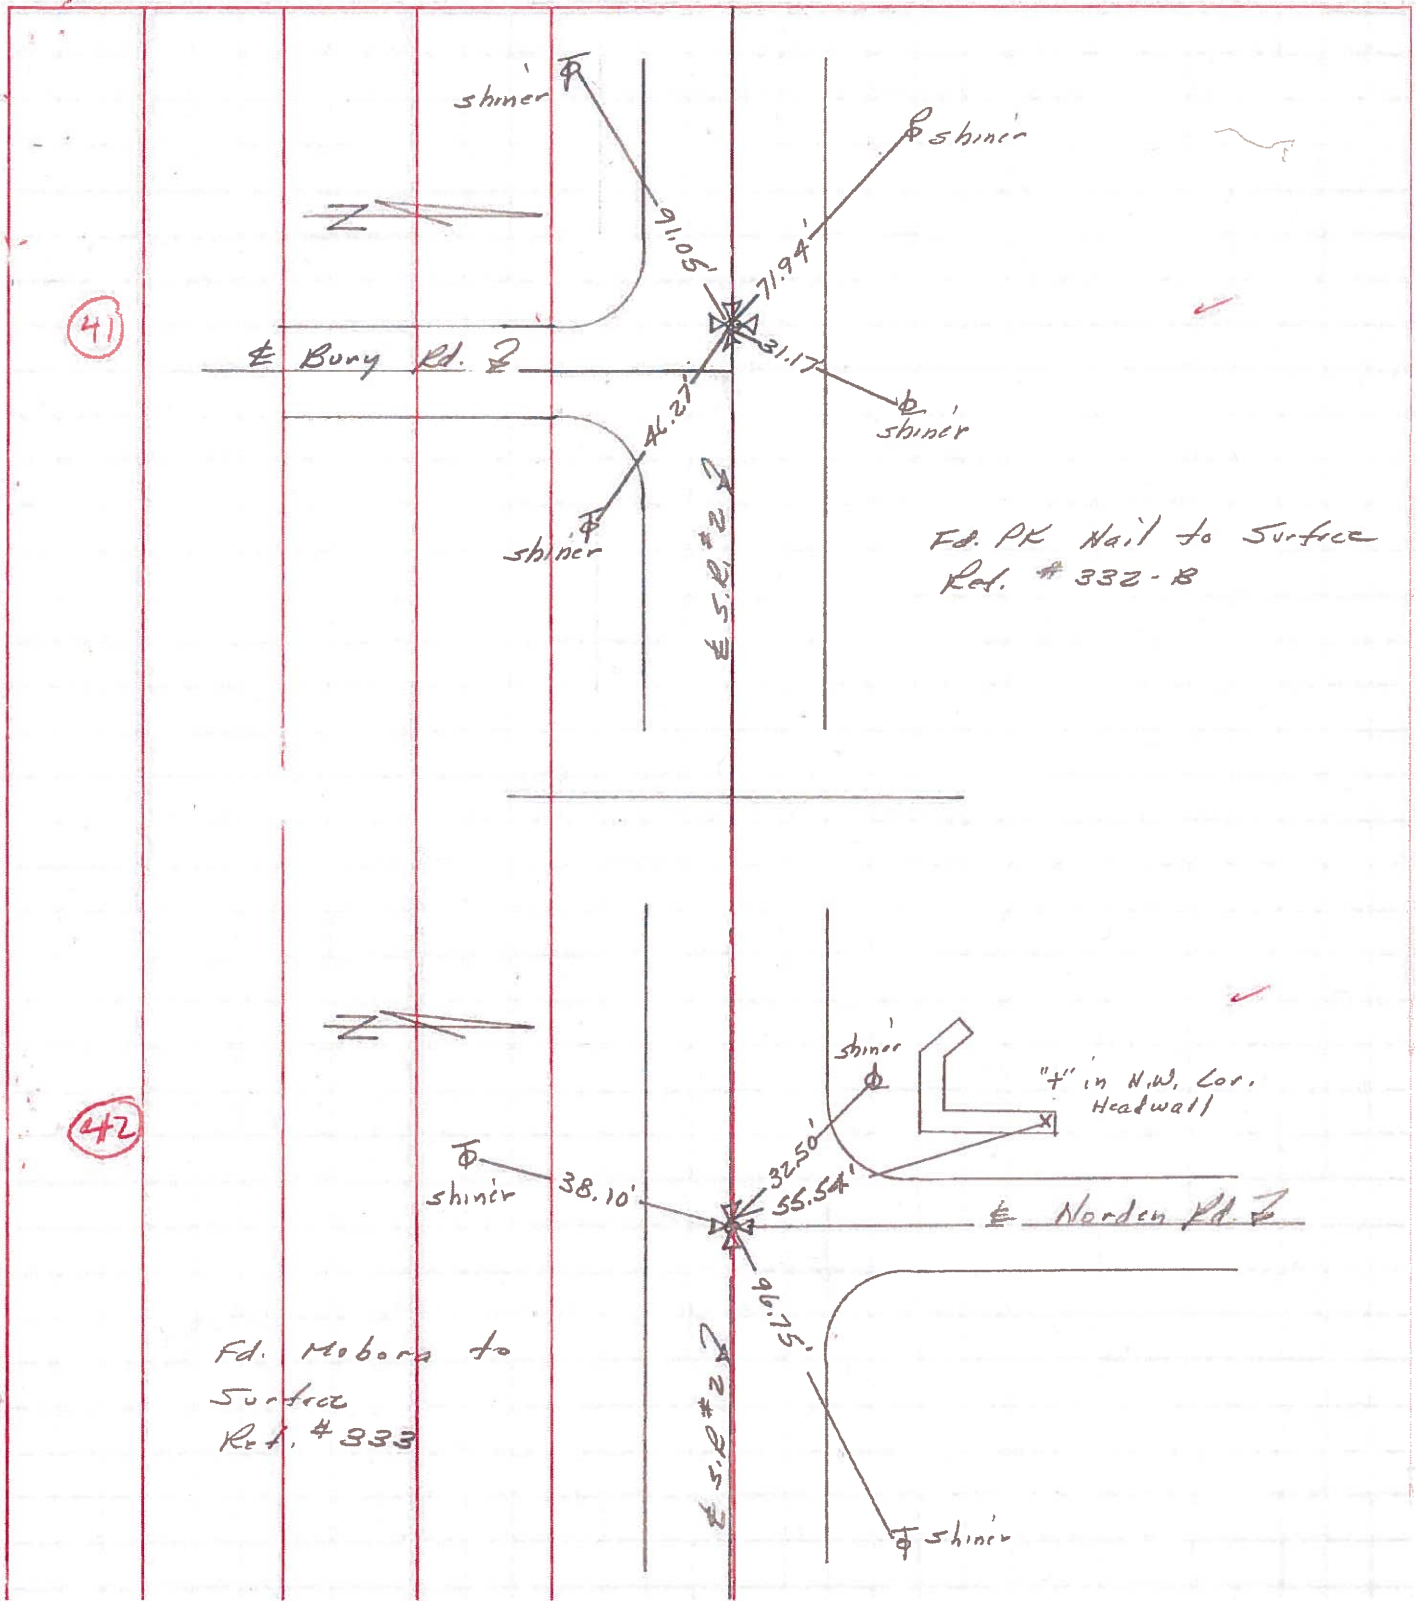 shiner
shiner
N
91.05'
71.94'
41
℄ Bury Rd.
31.17'
46.27'
shiner
shiner
℄ S.R. #2
Fd. PK Nail to Surface
Ref. # 332-B
N
shiner
"+" in N.W. Cor.
Headwall
42
32.50'
55.54'
shiner
38.10'
℄ Norden Rd.
96.75'
Fd. Mobora to
Surface
Ref. # 333
℄ S.R. #2
shiner